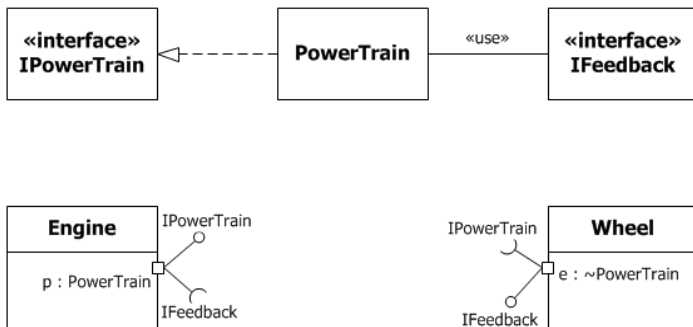 «interface»
IPowerTrain
PowerTrain
«use»
«interface»
IFeedback
Engine
p : PowerTrain
IPowerTrain
IFeedback
IPowerTrain
IFeedback
Wheel
e : ~PowerTrain